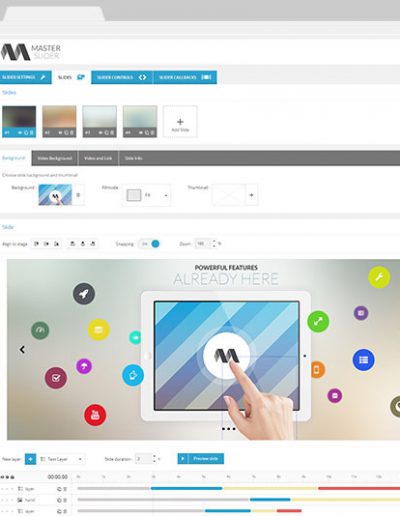 MASTER
SLIDER
SLIDER SETTINGS
SLIDES
SLIDER CONTROLS
SLIDER CALLBACKS
Slides
#1
#2
#3
#4
Add Slide
Background
Video Background
Video and Link
Slide Info
Choose slide background and thumbnail
Background
Fillmode
Fill
Thumbnail
Slide
Align to stage
Snapping
Zoom
100
POWERFUL FEATURES
ALREADY HERE
You
New layer
Text Layer
Slide duration
Preview slide
00:00:00
layer
hand
layer